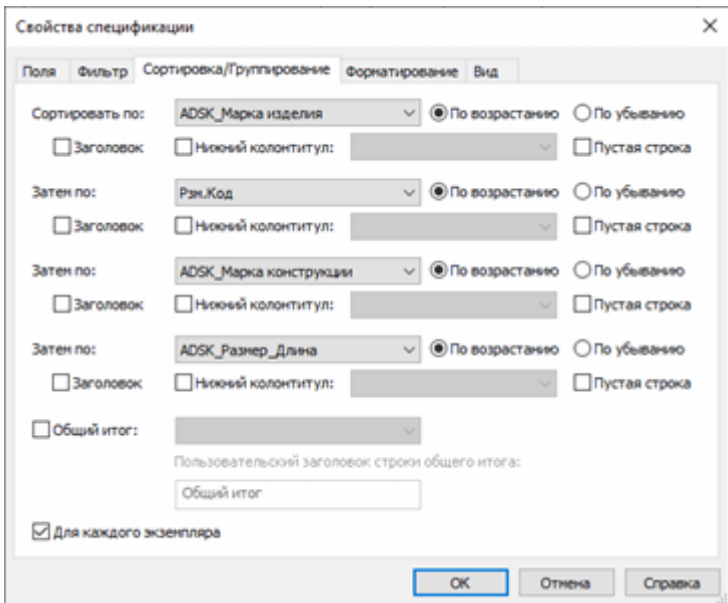 Свойства спецификации
Поля Фильтр Сортировка/Группирование Форматирование Вид
Сортировать по: ADSK_Марка изделия По возрастанию По убыванию
Заголовок Нижний колонтитул: Пустая строка
Затем по: Рзм.Код По возрастанию По убыванию
Заголовок Нижний колонтитул: Пустая строка
Затем по: ADSK_Марка конструкции По возрастанию По убыванию
Заголовок Нижний колонтитул: Пустая строка
Затем по: ADSK_Размер_Длина По возрастанию По убыванию
Заголовок Нижний колонтитул: Пустая строка
Общий итог:
Пользовательский заголовок строки общего итога:
Общий итог
Для каждого экземпляра
ОК Отмена Справка